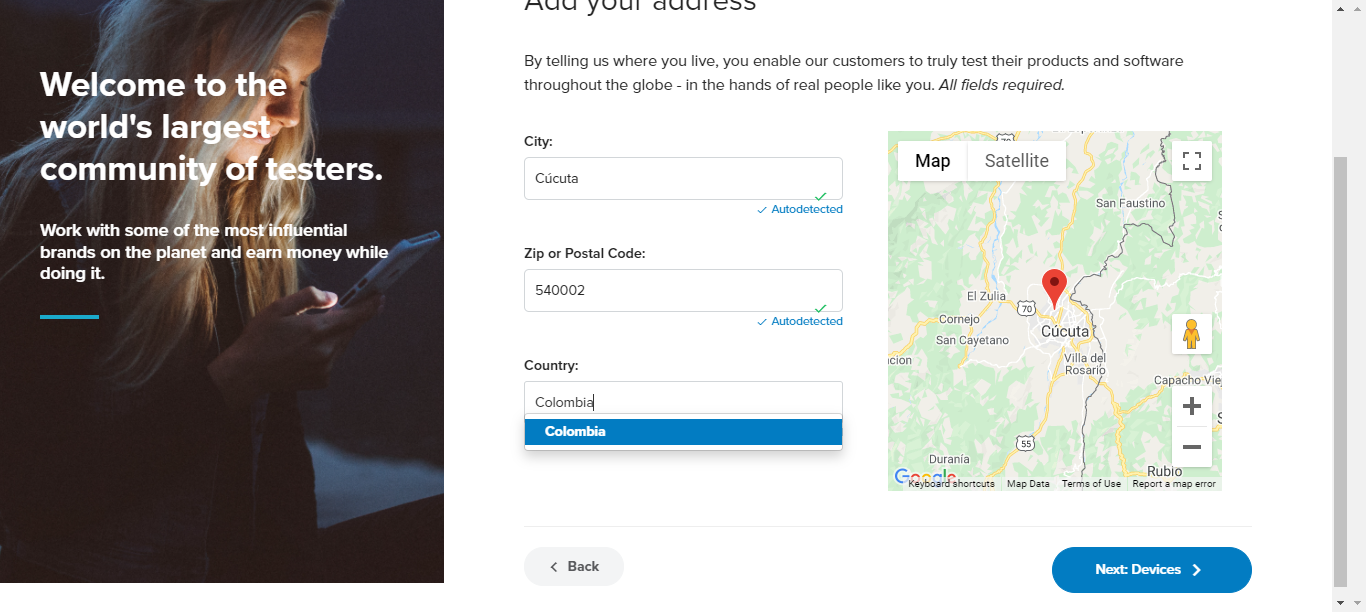 Add your address
Welcome to the
world's largest
community of testers.
Work with some of the most influential
brands on the planet and earn money while
doing it.
By telling us where you live, you enable our customers to truly test their products and software
throughout the globe - in the hands of real people like you. All fields required.
City:
Cúcuta
Autodetected
Zip or Postal Code:
540002
Autodetected
Country:
Colombia
Colombia
Map
Satellite
San Faustino
El Zulia
70
70
Cornejo
Cúcuta
San Cayetano
Villa del
Rosario
Capacho Viej
55
Duranía
Rubio
Google
Keyboard shortcuts
Map Data
Terms of Use
Report a map error
Back
Next: Devices